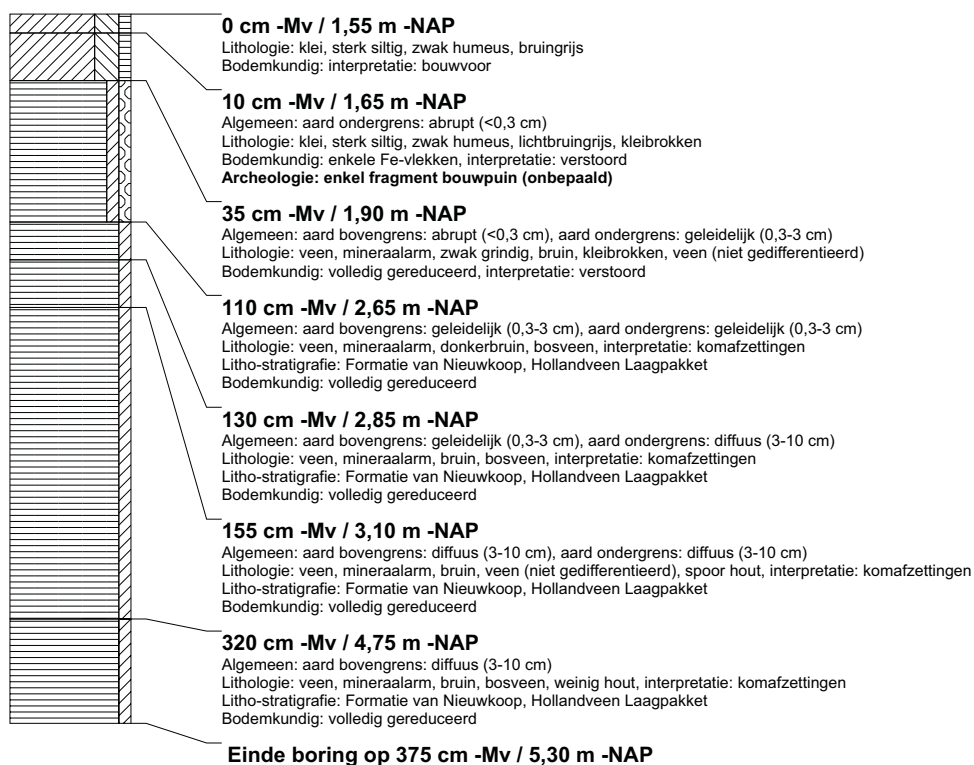 0 cm -Mv / 1,55 m -NAP
Lithologie: klei, sterk siltig, zwak humeus, bruingrijs
Bodemkundig: interpretatie: bouwvoor
10 cm -Mv / 1,65 m -NAP
Algemeen: aard ondergrens: abrupt (<0,3 cm)
Lithologie: klei, sterk siltig, zwak humeus, lichtbruingrijs, kleibrokken
Bodemkundig: enkele Fe-vlekken, interpretatie: verstoord
Archeologie: enkel fragment bouwpuin (onbepaald)
35 cm -Mv / 1,90 m -NAP
Algemeen: aard bovengrens: abrupt (<0,3 cm), aard ondergrens: geleidelijk (0,3-3 cm)
Lithologie: veen, mineraalarm, zwak grindig, bruin, kleibrokken, veen (niet gedifferentieerd)
Bodemkundig: volledig gereduceerd, interpretatie: verstoord
110 cm -Mv / 2,65 m -NAP
Algemeen: aard bovengrens: geleidelijk (0,3-3 cm), aard ondergrens: geleidelijk (0,3-3 cm)
Lithologie: veen, mineraalarm, donkerbruin, bosveen, interpretatie: komafzettingen
Litho-stratigrafie: Formatie van Nieuwkoop, Hollandveen Laagpakket
Bodemkundig: volledig gereduceerd
130 cm -Mv / 2,85 m -NAP
Algemeen: aard bovengrens: geleidelijk (0,3-3 cm), aard ondergrens: diffuus (3-10 cm)
Lithologie: veen, mineraalarm, bruin, bosveen, interpretatie: komafzettingen
Litho-stratigrafie: Formatie van Nieuwkoop, Hollandveen Laagpakket
Bodemkundig: volledig gereduceerd
155 cm -Mv / 3,10 m -NAP
Algemeen: aard bovengrens: diffuus (3-10 cm), aard ondergrens: diffuus (3-10 cm)
Lithologie: veen, mineraalarm, bruin, veen (niet gedifferentieerd), spoor hout, interpretatie: komafzettingen
Litho-stratigrafie: Formatie van Nieuwkoop, Hollandveen Laagpakket
Bodemkundig: volledig gereduceerd
320 cm -Mv / 4,75 m -NAP
Algemeen: aard bovengrens: diffuus (3-10 cm)
Lithologie: veen, mineraalarm, bruin, bosveen, weinig hout, interpretatie: komafzettingen
Litho-stratigrafie: Formatie van Nieuwkoop, Hollandveen Laagpakket
Bodemkundig: volledig gereduceerd
Einde boring op 375 cm -Mv / 5,30 m -NAP